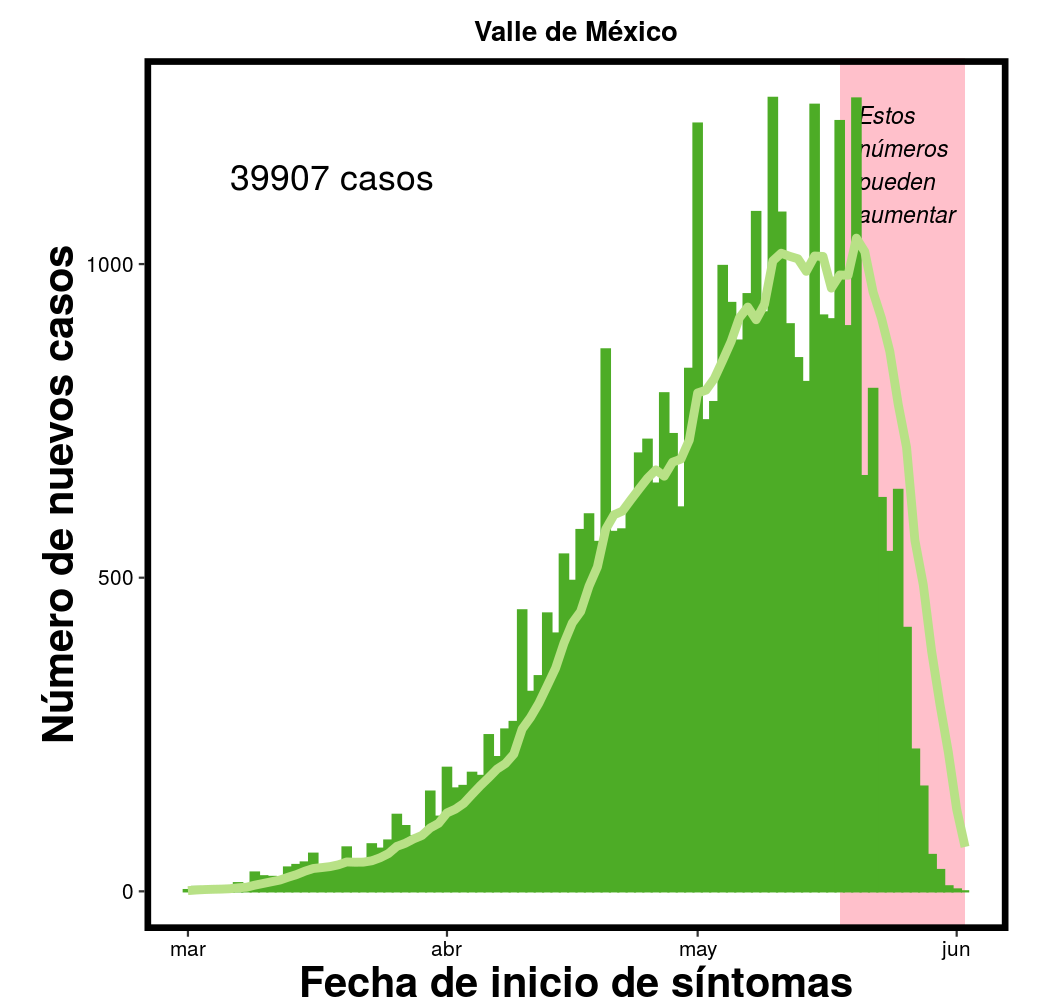 Valle de México
Estos
números
pueden
aumentar
39907 casos
Número de nuevos casos
1000
500
0
mar abr may jun
Fecha de inicio de síntomas